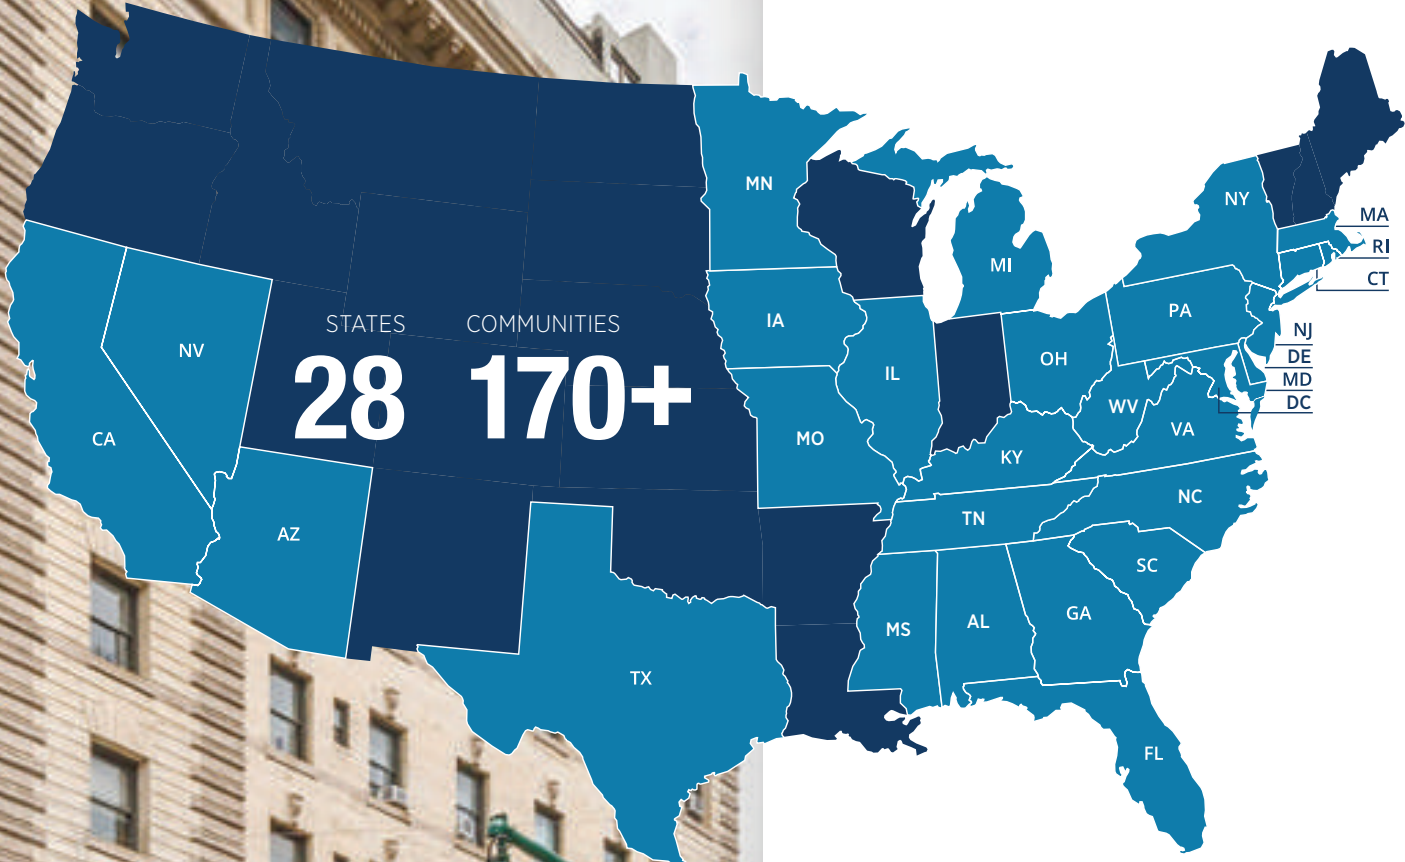 MN
NY
MA
RI
MI
CT
PA
IA
STATES COMMUNITIES
28 170+
NJ
NV
OH
DE
IL
MD
DC
WV
VA
CA
MO
KY
NC
TN
AZ
SC
GA
AL
MS
TX
FL